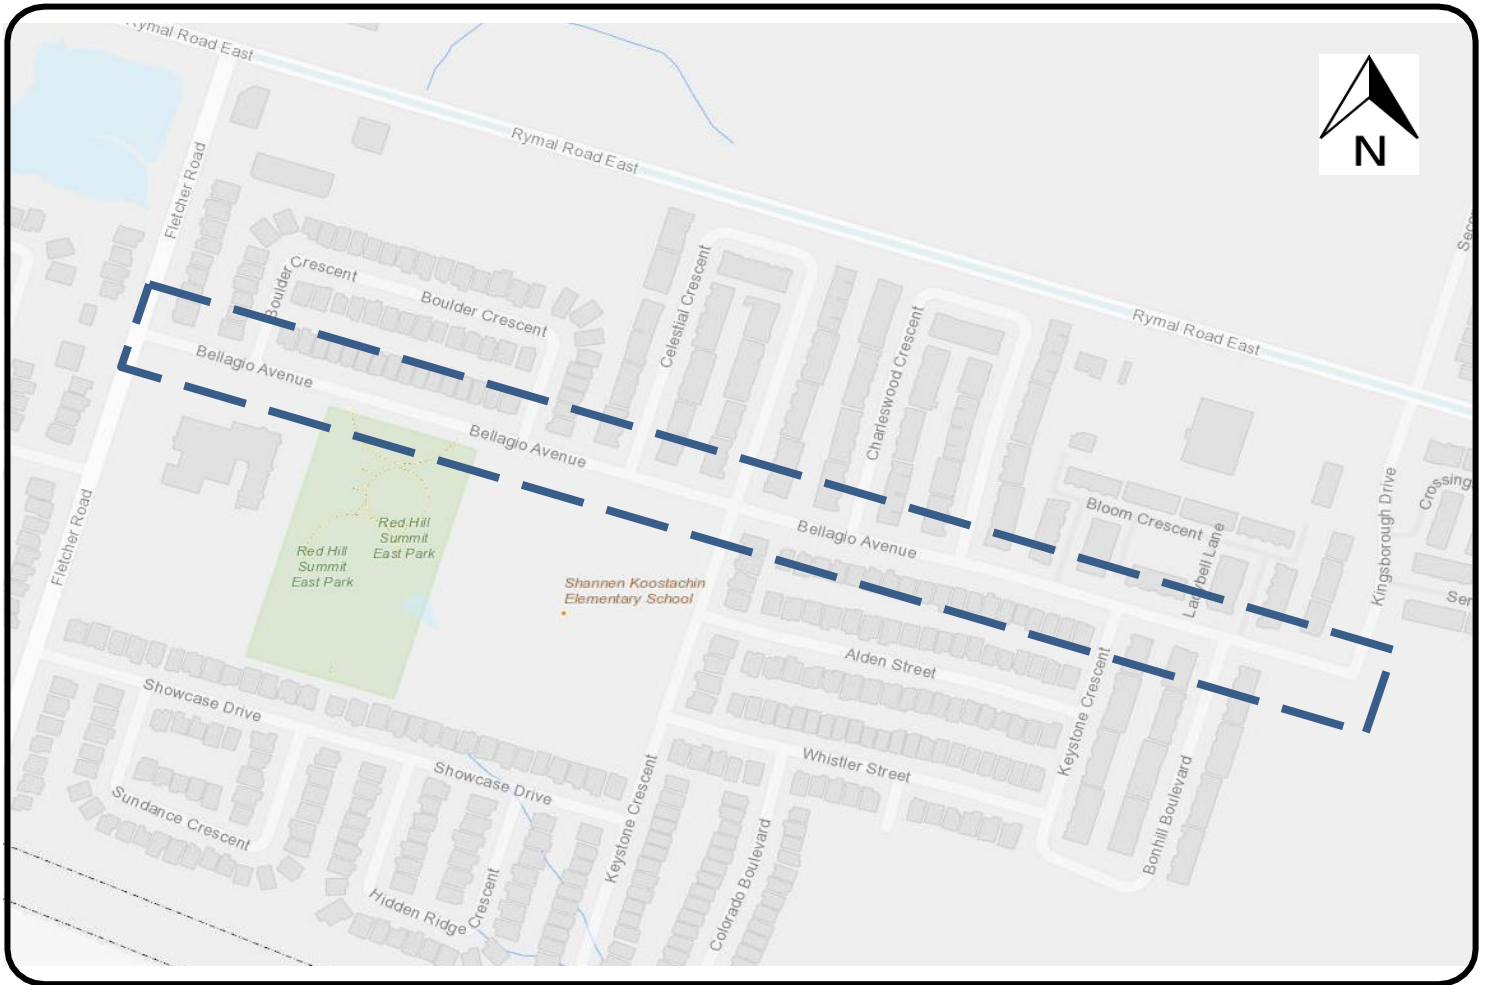 Rymal Road East
N
Rymal Road East
Fletcher Road
Crescent
Boulder
Boulder Crescent
Celestial Crescent
Charleswood Crescent
Rymal Road East
Bellagio Avenue
Bellagio Avenue
Bellagio Avenue
Bloom Crescent
Kingsborough Drive
Crossing
Ser
Fletcher Road
Red Hill
Summit
East Park
Red Hill
Summit
East Park
Shannen Koostachin
Elementary School
Alden Street
Keystone Crescent
Showcase Drive
Showcase Drive
Whistler Street
Sundance Crescent
Keystone Crescent
Colorado Boulevard
Bonhill Boulevard
Hidden Ridge
Crescent